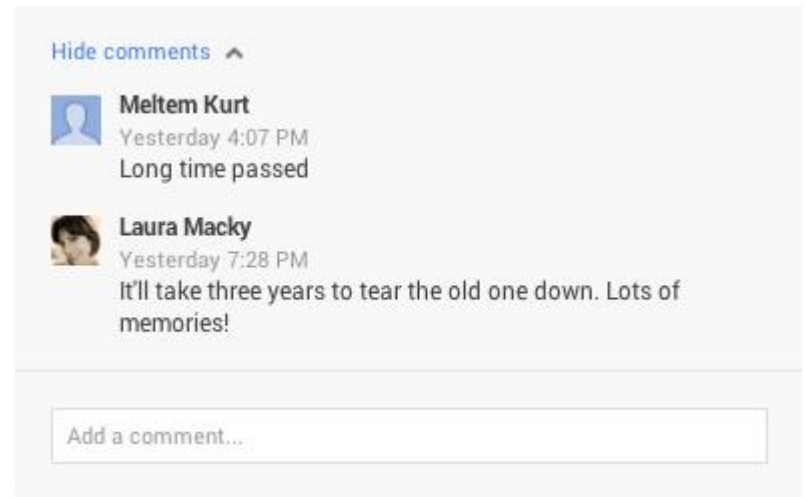 Hide comments
Meltem Kurt
Yesterday 4:07 PM
Long time passed
Laura Macky
Yesterday 7:28 PM
It'll take three years to tear the old one down. Lots of
memories!
Add a comment...